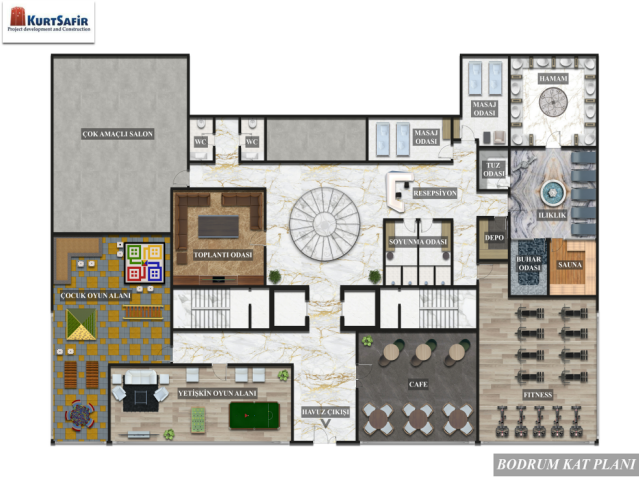 KURTSAFİR
Project development and Construction
HAMAM
MASAJ
ODASI
ÇOK AMAÇLI SALON
WC
WC
MASAJ
ODASI
TUZ
ODASI
RESEPSİYON
ILIKLIK
TOPLANTI ODASI
SOYUNMA ODASI
DEPO
BUHAR
ODASI
SAUNA
ÇOCUK OYUN ALANI
CAFE
YETİŞKİN OYUN ALANI
FITNESS
HAVUZ ÇIKIŞI
BODRUM KAT PLANI